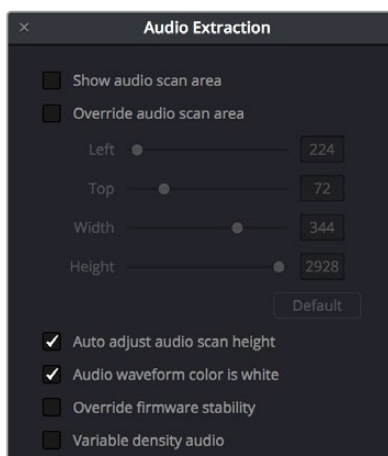 Audio Extraction
Show audio scan area
Override audio scan area
Left 224
Top 72
Width 344
Height 2928
Default
Auto adjust audio scan height
Audio waveform color is white
Override firmware stability
Variable density audio